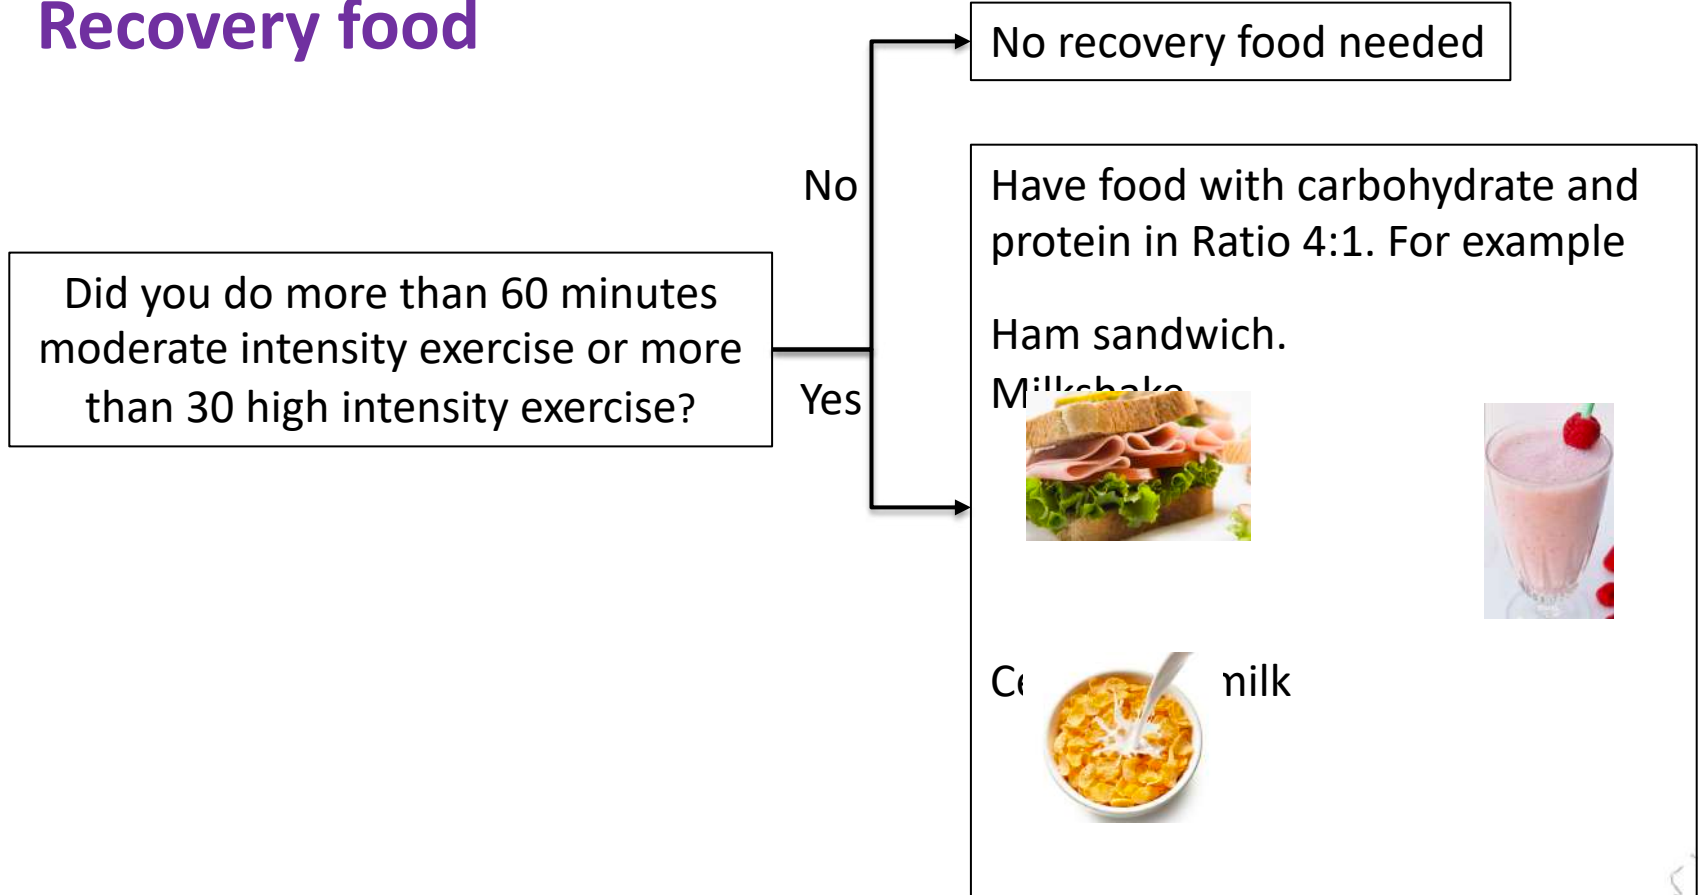 Recovery food
No recovery food needed
No
Have food with carbohydrate and
protein in Ratio 4:1. For example
Did you do more than 60 minutes
moderate intensity exercise or more
than 30 high intensity exercise?
Yes
Ham sandwich.
Milkshake
milk